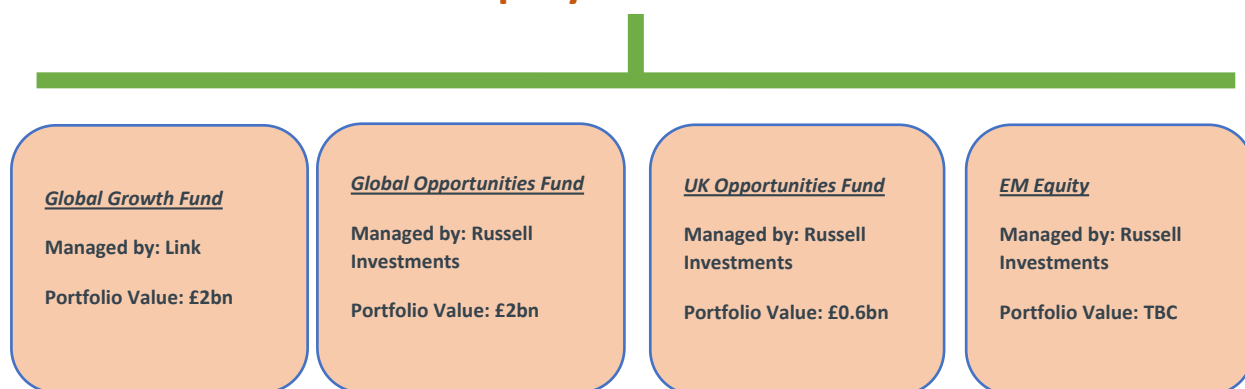 Global Growth Fund
Managed by: Link
Portfolio Value: £2bn
Global Opportunities Fund
Managed by: Russell
Investments
Portfolio Value: £2bn
UK Opportunities Fund
Managed by: Russell
Investments
Portfolio Value: £0.6bn
EM Equity
Managed by: Russell
Investments
Portfolio Value: TBC